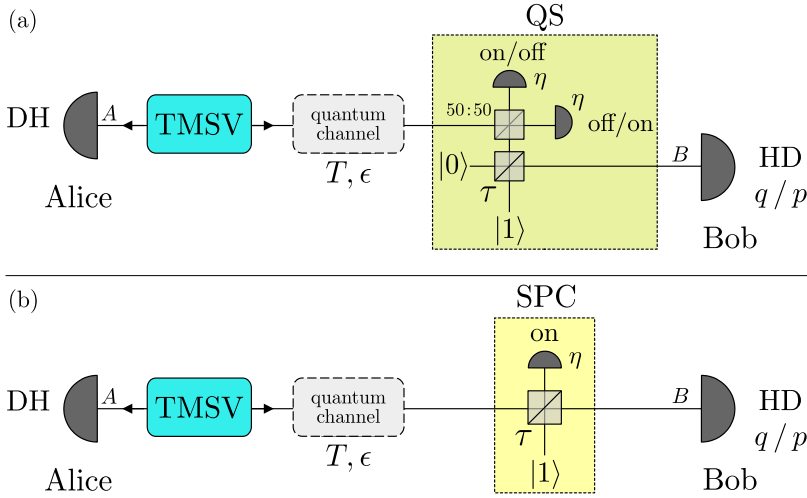 (a)
QS
on/off
η
DH
A
TMSV
quantum
channel
50:50
η
off/on
T, ϵ
|0⟩
τ
|1⟩
B
HD
q / p
Alice
Bob
(b)
SPC
on
η
DH
A
TMSV
quantum
channel
T, ϵ
τ
|1⟩
B
HD
q / p
Alice
Bob